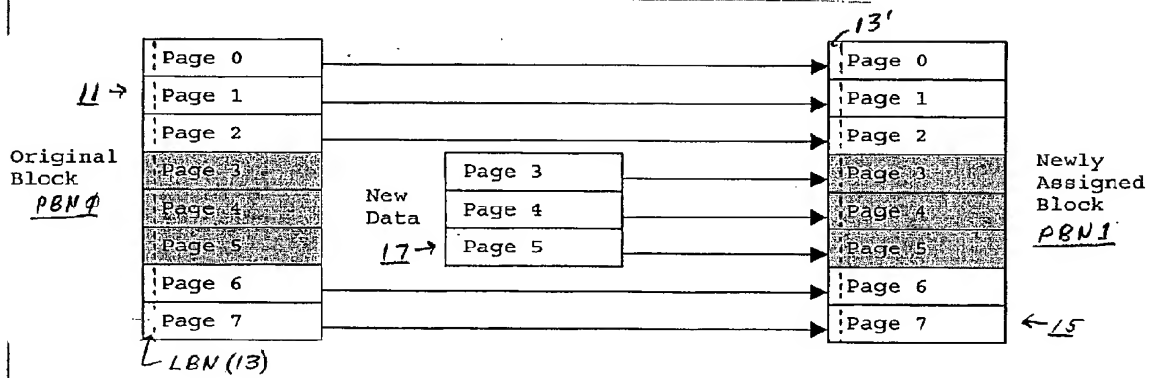 13'
Page 0
Page 1
Page 2
Page 3
Page 4
Page 5
Page 6
Page 7
11
Original
Block
PBN0
LBN (13)
New
Data
17
Page 3
Page 4
Page 5
Page 0
Page 1
Page 2
Page 3
Page 4
Page 5
Page 6
Page 7
Newly
Assigned
Block
PBN1
15